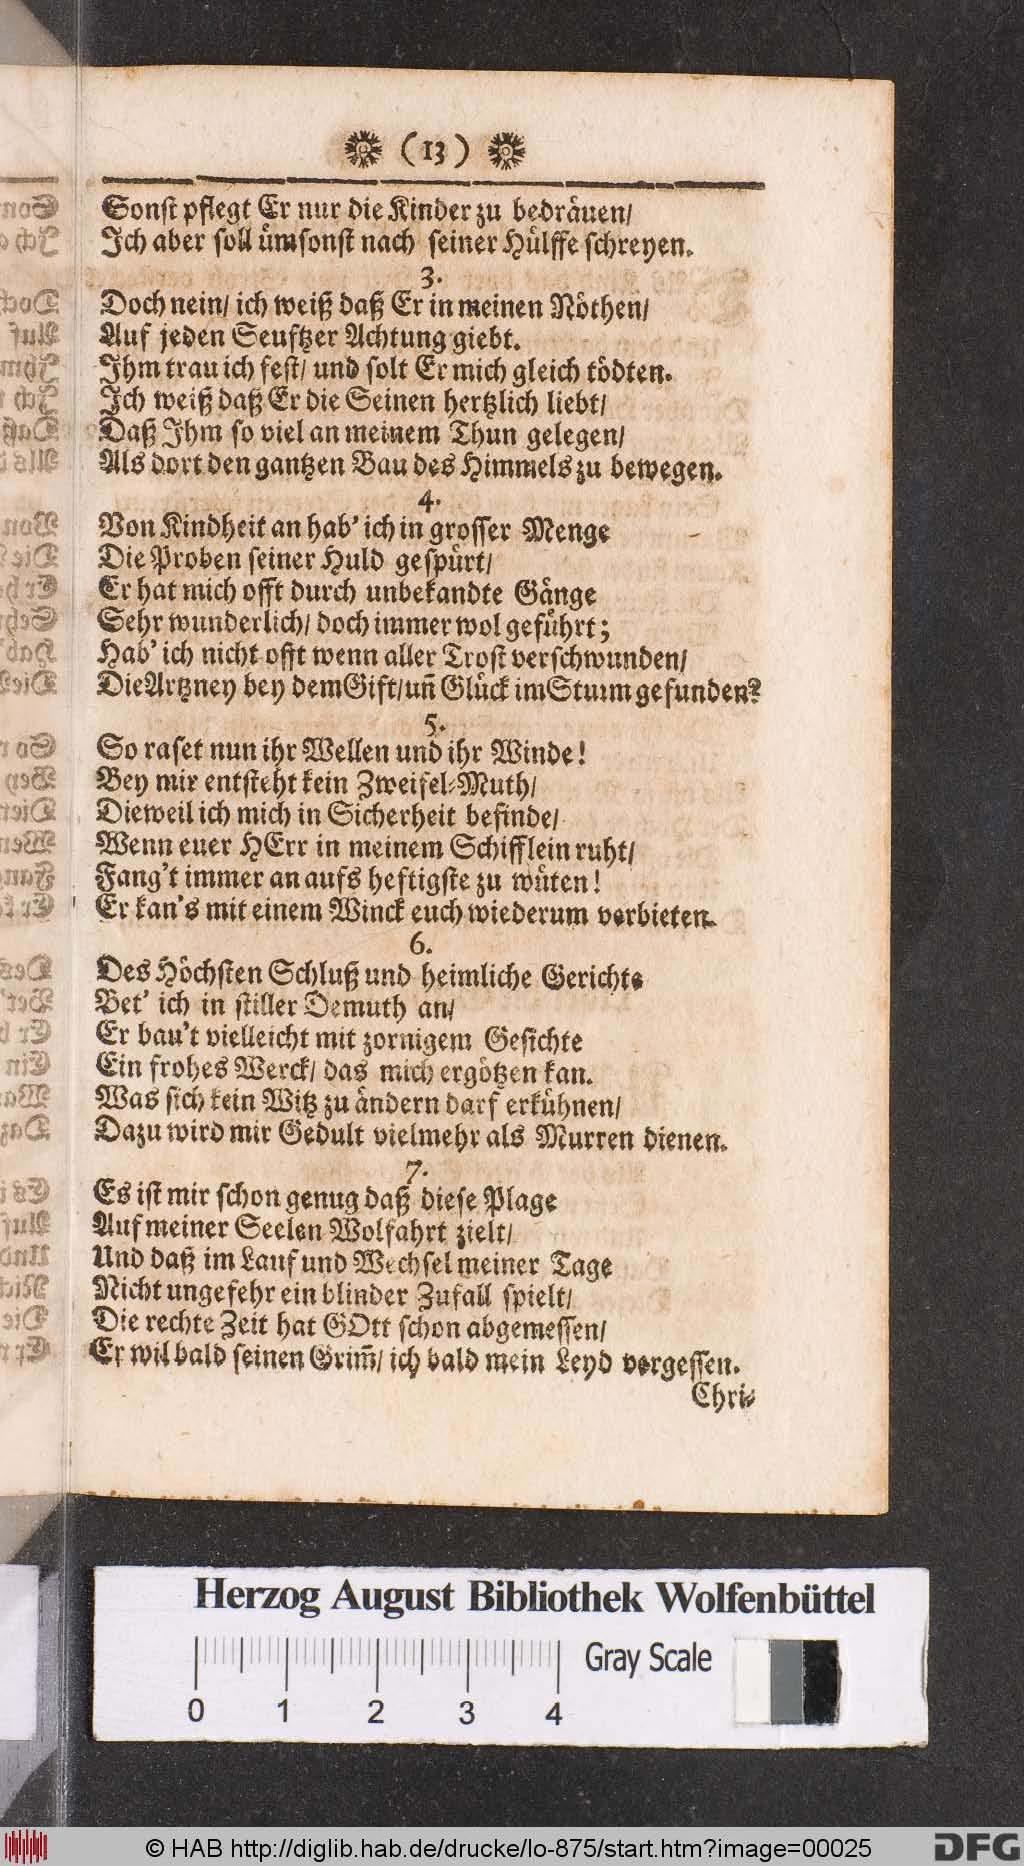 (13)
Sonst pflegt Er nur die Kinder zu bedräuen/
Ich aber soll ümsonst nach seiner Hülffe schreyen.
3.
Doch nein/ ich weiß daß Er in meinen Nöthen/
Auf jeden Seuftzer Achtung giebt.
Ihm trau ich fest/ und solt Er mich gleich tödten.
Ich weiß daß Er die Seinen hertzlich liebt/
Daß Ihm so viel an meinem Thun gelegen/
Als dort den gantzen Bau des Himmels zu bewegen.
4.
Von Kindheit an hab' ich in grosser Menge
Die Proben seiner Huld gespürt/
Er hat mich offt durch unbekandte Gänge
Sehr wunderlich/ doch immer wol geführt;
Hab' ich nicht offt wenn aller Trost verschwunden/
Die Artzney bey dem Gift/ uñ Glück im Sturm gefunden?
5.
So raset nun ihr Wellen und ihr Winde!
Bey mir entsteht kein Zweifel-Muth/
Dieweil ich mich in Sicherheit befinde/
Wenn euer HErr in meinem Schifflein ruht/
Fang't immer an aufs heftigste zu wüten!
Er kan's mit einem Winck euch wiederum verbieten.
6.
Des Höchsten Schluß und heimliche Gerichte
Bet' ich in stiller Demuth an/
Er bau't vielleicht mit zornigem Gesichte
Ein frohes Werck/ das mich ergötzen kan.
Was sich kein Witz zu ändern darf erkühnen/
Dazu wird mir Gedult vielmehr als Murren dienen.
7.
Es ist mir schon genug daß diese Plage
Auf meiner Seelen Wolfahrt zielt/
Und daß im Lauf und Wechsel meiner Tage
Nicht ungefehr ein blinder Zufall spielt/
Die rechte Zeit hat GOtt schon abgemessen/
Er wil bald seinen Grim̃/ ich bald mein Leyd vergessen.
Chri-
Herzog August Bibliothek Wolfenbüttel
Gray Scale
0 1 2 3 4
© HAB http://diglib.hab.de/drucke/lo-875/start.htm?image=00025
DFG